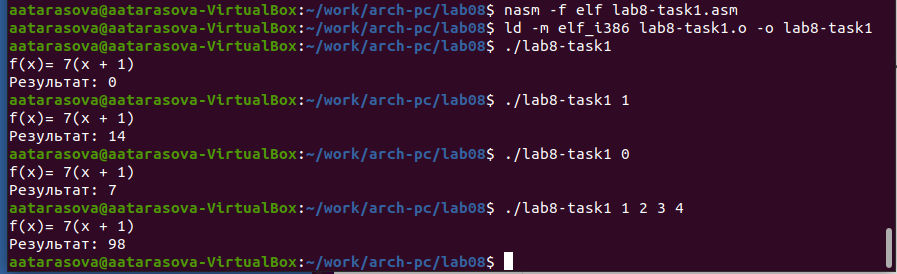 aatarasova@aatarasova-VirtualBox:~/work/arch-pc/lab08$ nasm -f elf lab8-task1.asm
aatarasova@aatarasova-VirtualBox:~/work/arch-pc/lab08$ ld -m elf_i386 lab8-task1.o -o lab8-task1
aatarasova@aatarasova-VirtualBox:~/work/arch-pc/lab08$ ./lab8-task1
f(x)= 7(x + 1)
Результат: 0
aatarasova@aatarasova-VirtualBox:~/work/arch-pc/lab08$ ./lab8-task1 1
f(x)= 7(x + 1)
Результат: 14
aatarasova@aatarasova-VirtualBox:~/work/arch-pc/lab08$ ./lab8-task1 0
f(x)= 7(x + 1)
Результат: 7
aatarasova@aatarasova-VirtualBox:~/work/arch-pc/lab08$ ./lab8-task1 1 2 3 4
f(x)= 7(x + 1)
Результат: 98
aatarasova@aatarasova-VirtualBox:~/work/arch-pc/lab08$